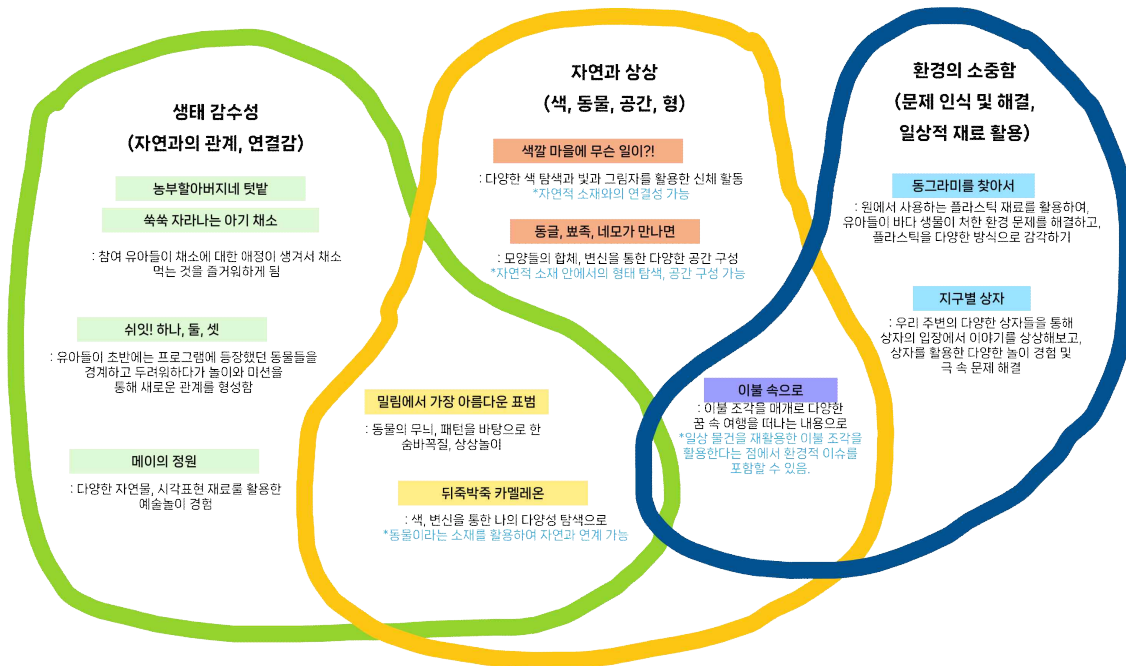 생태 감수성
(자연과의 관계, 연결감)
농부할아버지네 텃밭
쑥쑥 자라나는 아기 채소
: 참여 유아들이 채소에 대한 애정이 생겨서 채소
먹는 것을 즐거워하게 됨
쉬잇! 하나, 둘, 셋
: 유아들이 초반에는 프로그램에 등장했던 동물들을
경계하고 두려워하다가 놀이와 미션을
통해 새로운 관계를 형성함
메이의 정원
: 다양한 자연물, 시각표현 재료를 활용한
예술놀이 경험
자연과 상상
(색, 동물, 공간, 형)
색깔 마을에 무슨 일이?!
: 다양한 색 탐색과 빛과 그림자를 활용한 신체 활동
*자연적 소재와의 연결성 가능
동글, 뾰족, 네모가 만나면
: 모양들의 합체, 변신을 통한 다양한 공간 구성
*자연적 소재 안에서의 형태 탐색, 공간 구성 가능
밀림에서 가장 아름다운 표범
: 동물의 무늬, 패턴을 바탕으로 한
숨바꼭질, 상상놀이
뒤죽박죽 카멜레온
: 색, 변신을 통한 나의 다양성 탐색으로
*동물이라는 소재를 활용하여 자연과 연계 가능
환경의 소중함
(문제 인식 및 해결,
일상적 재료 활용)
동그라미를 찾아서
: 원에서 사용하는 플라스틱 재료를 활용하여,
유아들이 바다 생물이 처한 환경 문제를 해결하고,
플라스틱을 다양한 방식으로 감각하기
지구별 상자
: 우리 주변의 다양한 상자들을 통해
상자의 입장에서 이야기를 상상해보고,
상자를 활용한 다양한 놀이 경험 및
극 속 문제 해결
이불 속으로
: 이불 조각을 매개로 다양한
꿈 속 여행을 떠나는 내용으로
*일상 물건을 재활용한 이불 조각을
활용한다는 점에서 환경적 이슈를
포함할 수 있음.